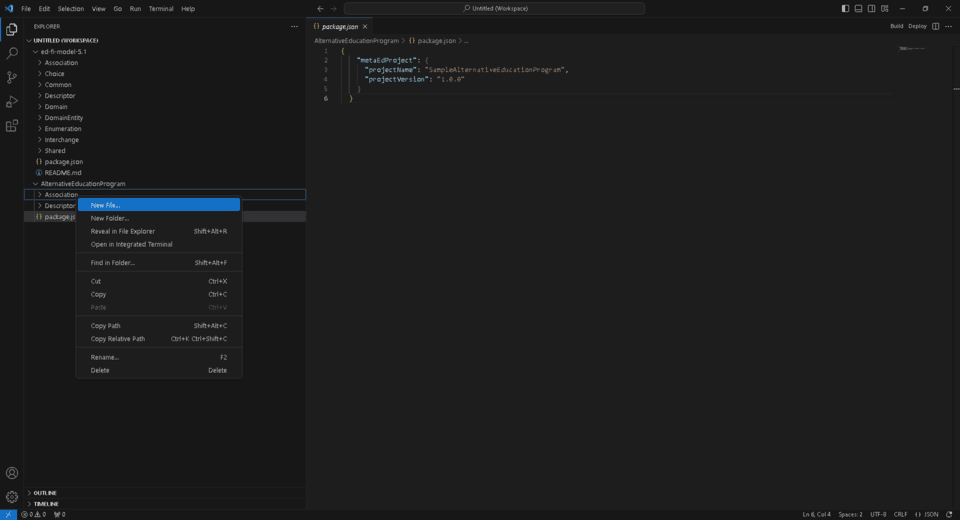 File Edit Selection View Go Run Terminal Help
Untitled (Workspace)
EXPLORER
UNTITLED (WORKSPACE)
ed-fi-model-5.1
Association
Choice
Common
Descriptor
Domain
DomainEntity
Enumeration
Interchange
Shared
package.json
README.md
AlternativeEducationProgram
Association
Descriptor
package.js
New File...
New Folder...
Reveal in File Explorer Shift+Alt+R
Open in Integrated Terminal
Find in Folder... Shift+Alt+F
Cut Ctrl+X
Copy Ctrl+C
Paste Ctrl+V
Copy Path Shift+Alt+C
Copy Relative Path Ctrl+K Ctrl+Shift+C
Rename... F2
Delete Delete
OUTLINE
TIMELINE
package.json
Build Deploy
AlternativeEducationProgram > {} package.json > ...
1 {
2 "metaEdProject": {
3 "projectName": "SampleAlternativeEducationProgram",
4 "projectVersion": "1.0.0"
5 }
6 }
0 0 0 Ln 6, Col 4 Spaces: 2 UTF-8 CRLF {} JSON